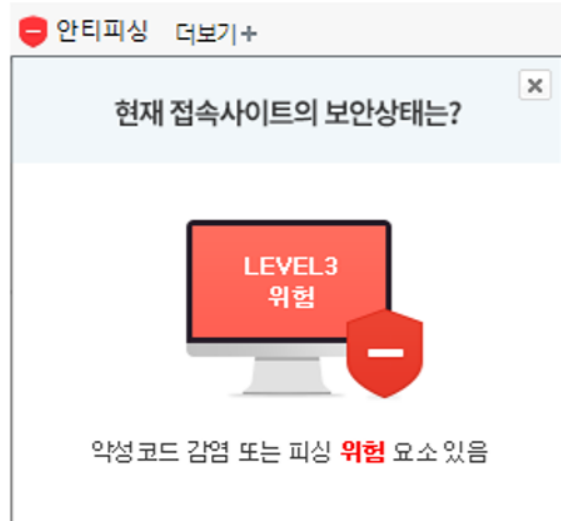 안티피싱 더보기+
현재 접속사이트의 보안상태는?
LEVEL3
위험
악성코드 감염 또는 피싱 위험 요소 있음